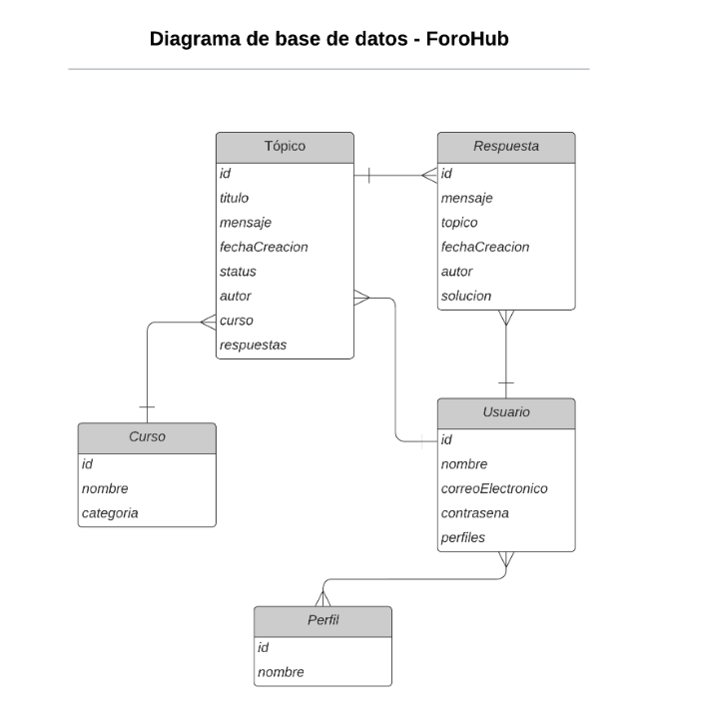 Diagrama de base de datos - ForoHub
Tópico
id
titulo
mensaje
fechaCreacion
status
autor
curso
respuestas
Respuesta
id
mensaje
topico
fechaCreacion
autor
solucion
Curso
id
nombre
categoria
Usuario
id
nombre
correoElectronico
contrasena
perfiles
Perfil
id
nombre